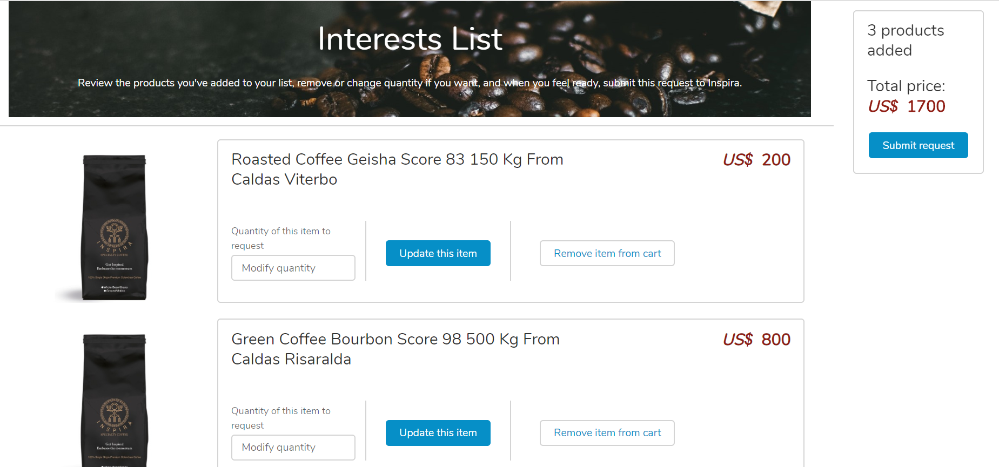 Interests List
Review the products you've added to your list, remove or change quantity if you want, and when you feel ready, submit this request to Inspira.
3 products
added
Total price:
US$ 1700
Submit request
Roasted Coffee Geisha Score 83 150 Kg From
Caldas Viterbo
US$ 200
Quantity of this item to
request
Modify quantity
Update this item
Remove item from cart
INSPIRA
SPECIALTY COFFEE
Get Inspired
Embrace the momentum
100% Single Origin Premium Colombian Coffee
Whole Bean/Grano
Ground/Molido
Green Coffee Bourbon Score 98 500 Kg From
Caldas Risaralda
US$ 800
Quantity of this item to
request
Modify quantity
Update this item
Remove item from cart
INSPIRA
SPECIALTY COFFEE
Get Inspired
Embrace the momentum
100% Single Origin Premium Colombian Coffee
Whole Bean/Grano